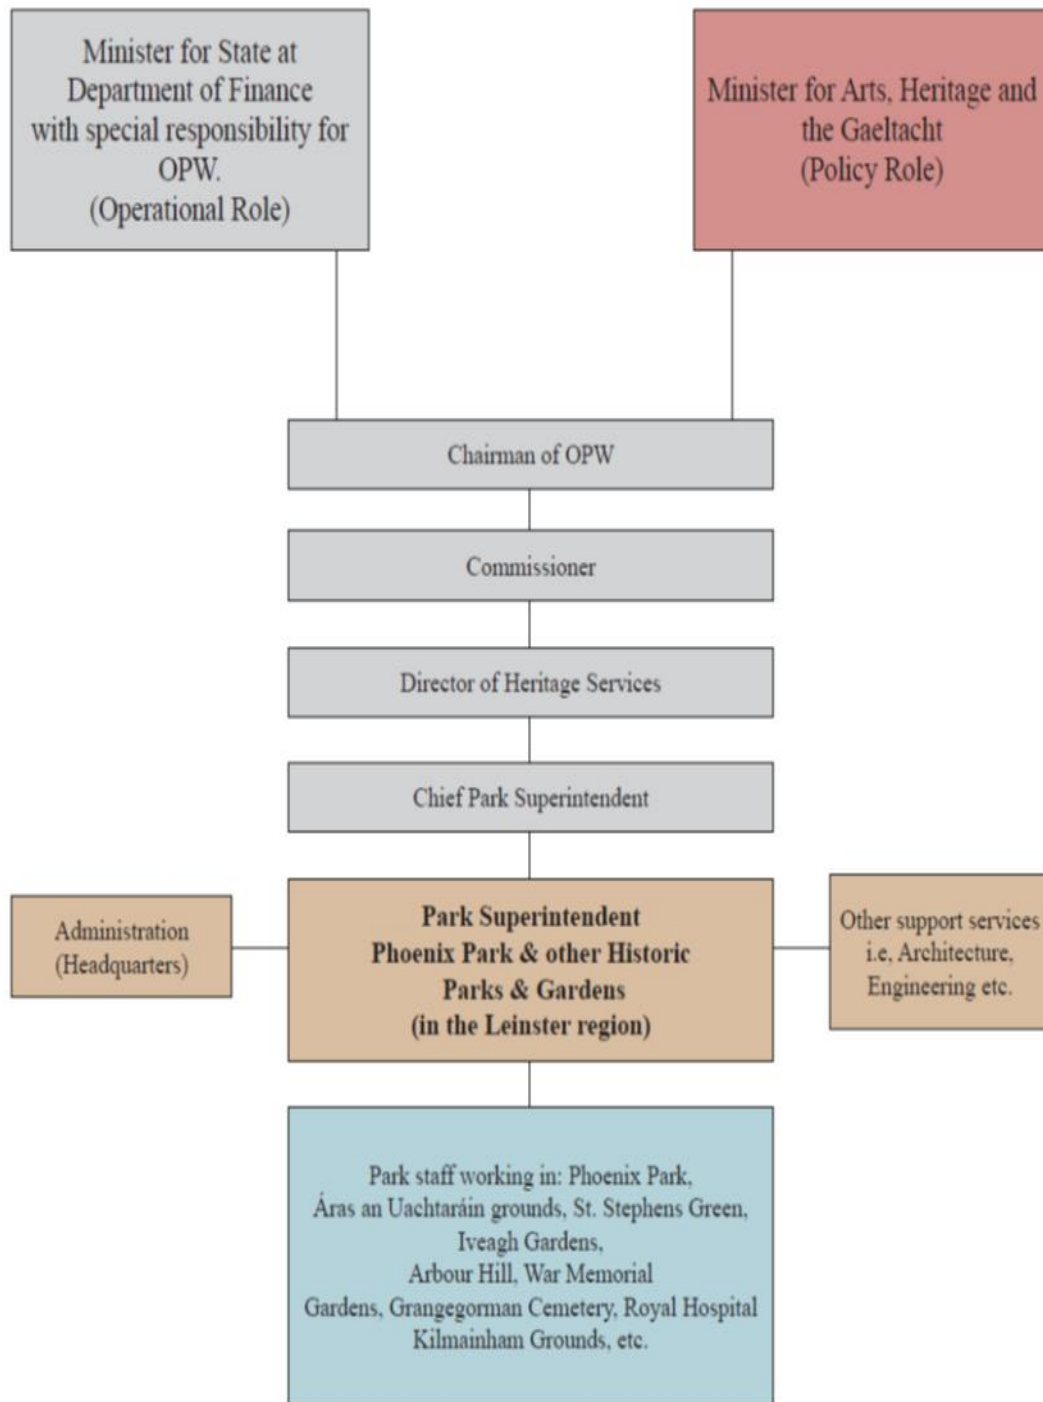 Minister for State at
Department of Finance
with special responsibility for
OPW.
(Operational Role)
Minister for Arts, Heritage and
the Gaeltacht
(Policy Role)
Chairman of OPW
Commissioner
Director of Heritage Services
Chief Park Superintendent
Administration
(Headquarters)
Park Superintendent
Phoenix Park & other Historic
Parks & Gardens
(in the Leinster region)
Other support services
i.e, Architecture,
Engineering etc.
Park staff working in: Phoenix Park,
Áras an Uachtaráin grounds, St. Stephens Green,
Iveagh Gardens,
Arbour Hill, War Memorial
Gardens, Grangegorman Cemetery, Royal Hospital
Kilmainham Grounds, etc.